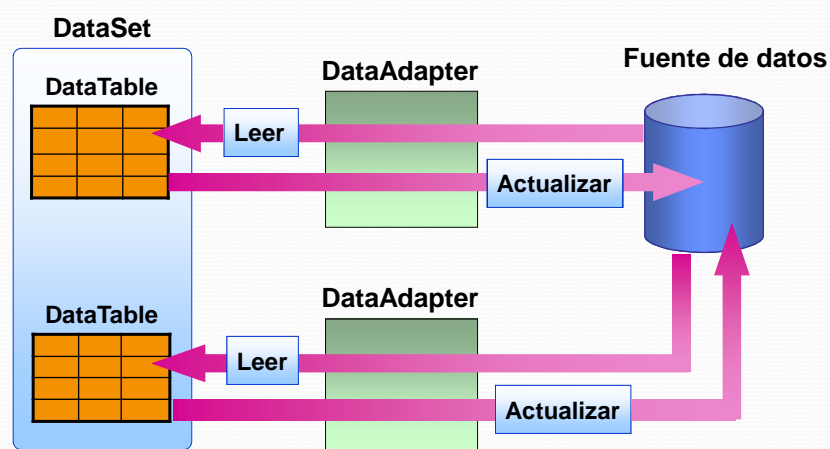 DataSet
DataTable
DataAdapter
Fuente de datos
Leer
Actualizar
DataTable
DataAdapter
Leer
Actualizar